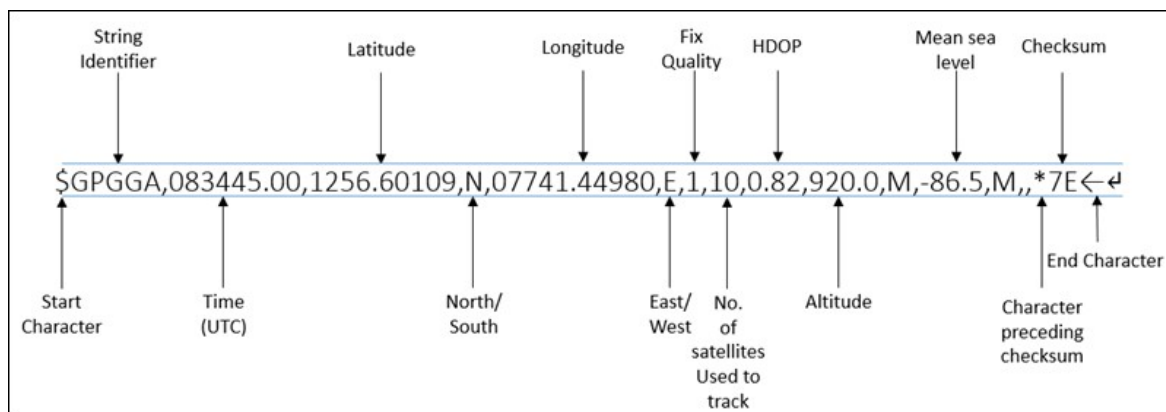 String
Identifier
Latitude
Longitude
Fix
Quality
HDOP
Mean sea
level
Checksum
$GPGGA,083445.00,1256.60109,N,07741.44980,E,1,10,0.82,920.0,M,-86.5,M,,*7E←↲
Start
Character
Time
(UTC)
North/
South
East/
West
No.
of
satellites
Used to
track
Altitude
Character
preceding
checksum
End Character